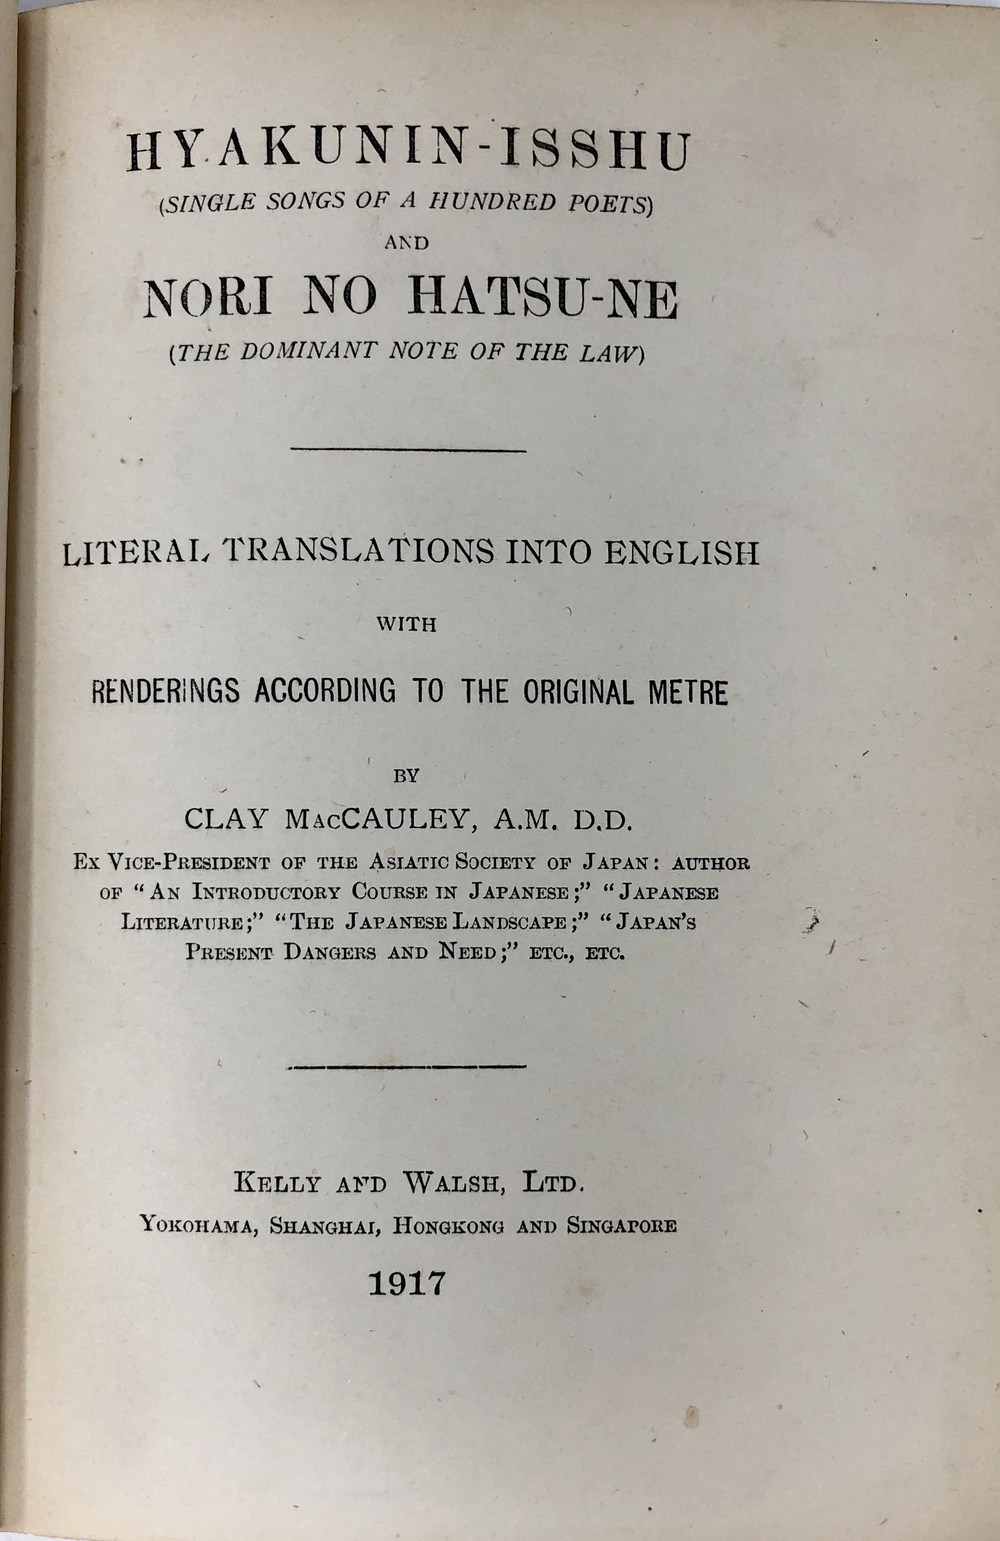 HYAKUNIN-ISSHU
(SINGLE SONGS OF A HUNDRED POETS)
AND
NORI NO HATSU-NE
(THE DOMINANT NOTE OF THE LAW)
LITERAL TRANSLATIONS INTO ENGLISH
WITH
RENDERINGS ACCORDING TO THE ORIGINAL METRE
BY
CLAY MacCAULEY, A.M. D.D.
Ex Vice-President of the Asiatic Society of Japan: author
of “An Introductory Course in Japanese;” “Japanese
Literature;” “The Japanese Landscape;” “Japan’s
Present Dangers and Need;” etc., etc.
Kelly and Walsh, Ltd.
Yokohama, Shanghai, Hongkong and Singapore
1917